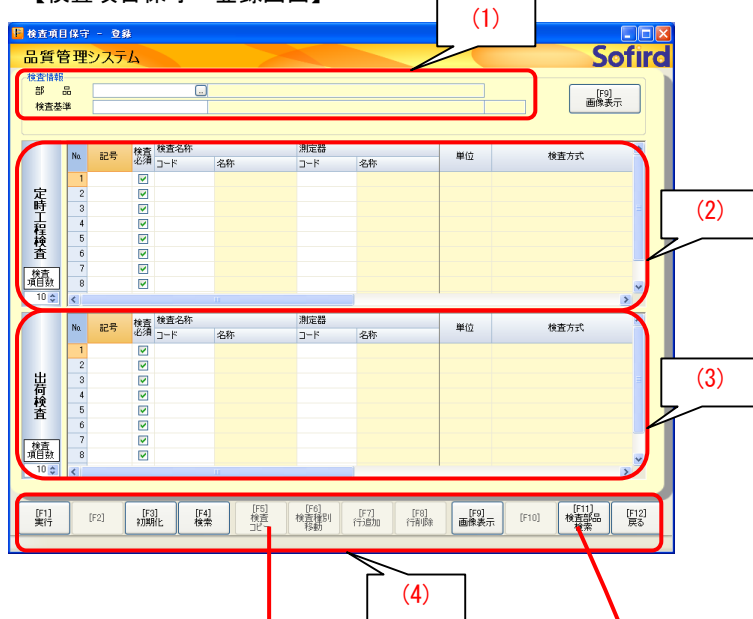 【検査項目保守 登録画面】
(1)
検査項目保守 － 登録
品質管理システム
Sofird
検査情報
部 品
...
検査基準
[F9]
画像表示
No. 記号 検査必須 検査名称 測定器 単位 検査方式
コード 名称 コード 名称
定時工程検査
1
2
3
4
5
6
7
8
検査項目数
10
(2)
No. 記号 検査必須 検査名称 測定器 単位 検査方式
コード 名称 コード 名称
出荷検査
1
2
3
4
5
6
7
8
検査項目数
10
(3)
[F1] 実行
[F2]
[F3] 初期化
[F4] 検索
[F5] 検査コピー
[F6] 検査種別移動
[F7] 行追加
[F8] 行削除
[F9] 画像表示
[F10]
[F11] 検査部品検索
[F12] 戻る
(4)